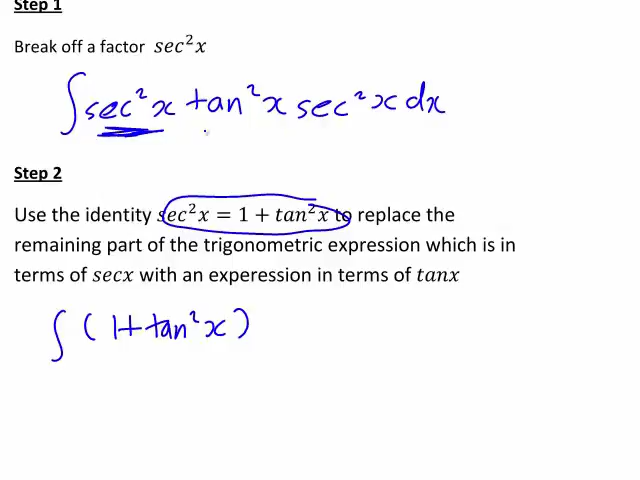 Step 1
Break off a factor sec²x
∫ sec²x tan²x sec²x dx
Step 2
Use the identity sec²x = 1 + tan²x to replace the
remaining part of the trigonometric expression which is in
terms of secx with an experession in terms of tanx
∫ (1+tan²x)